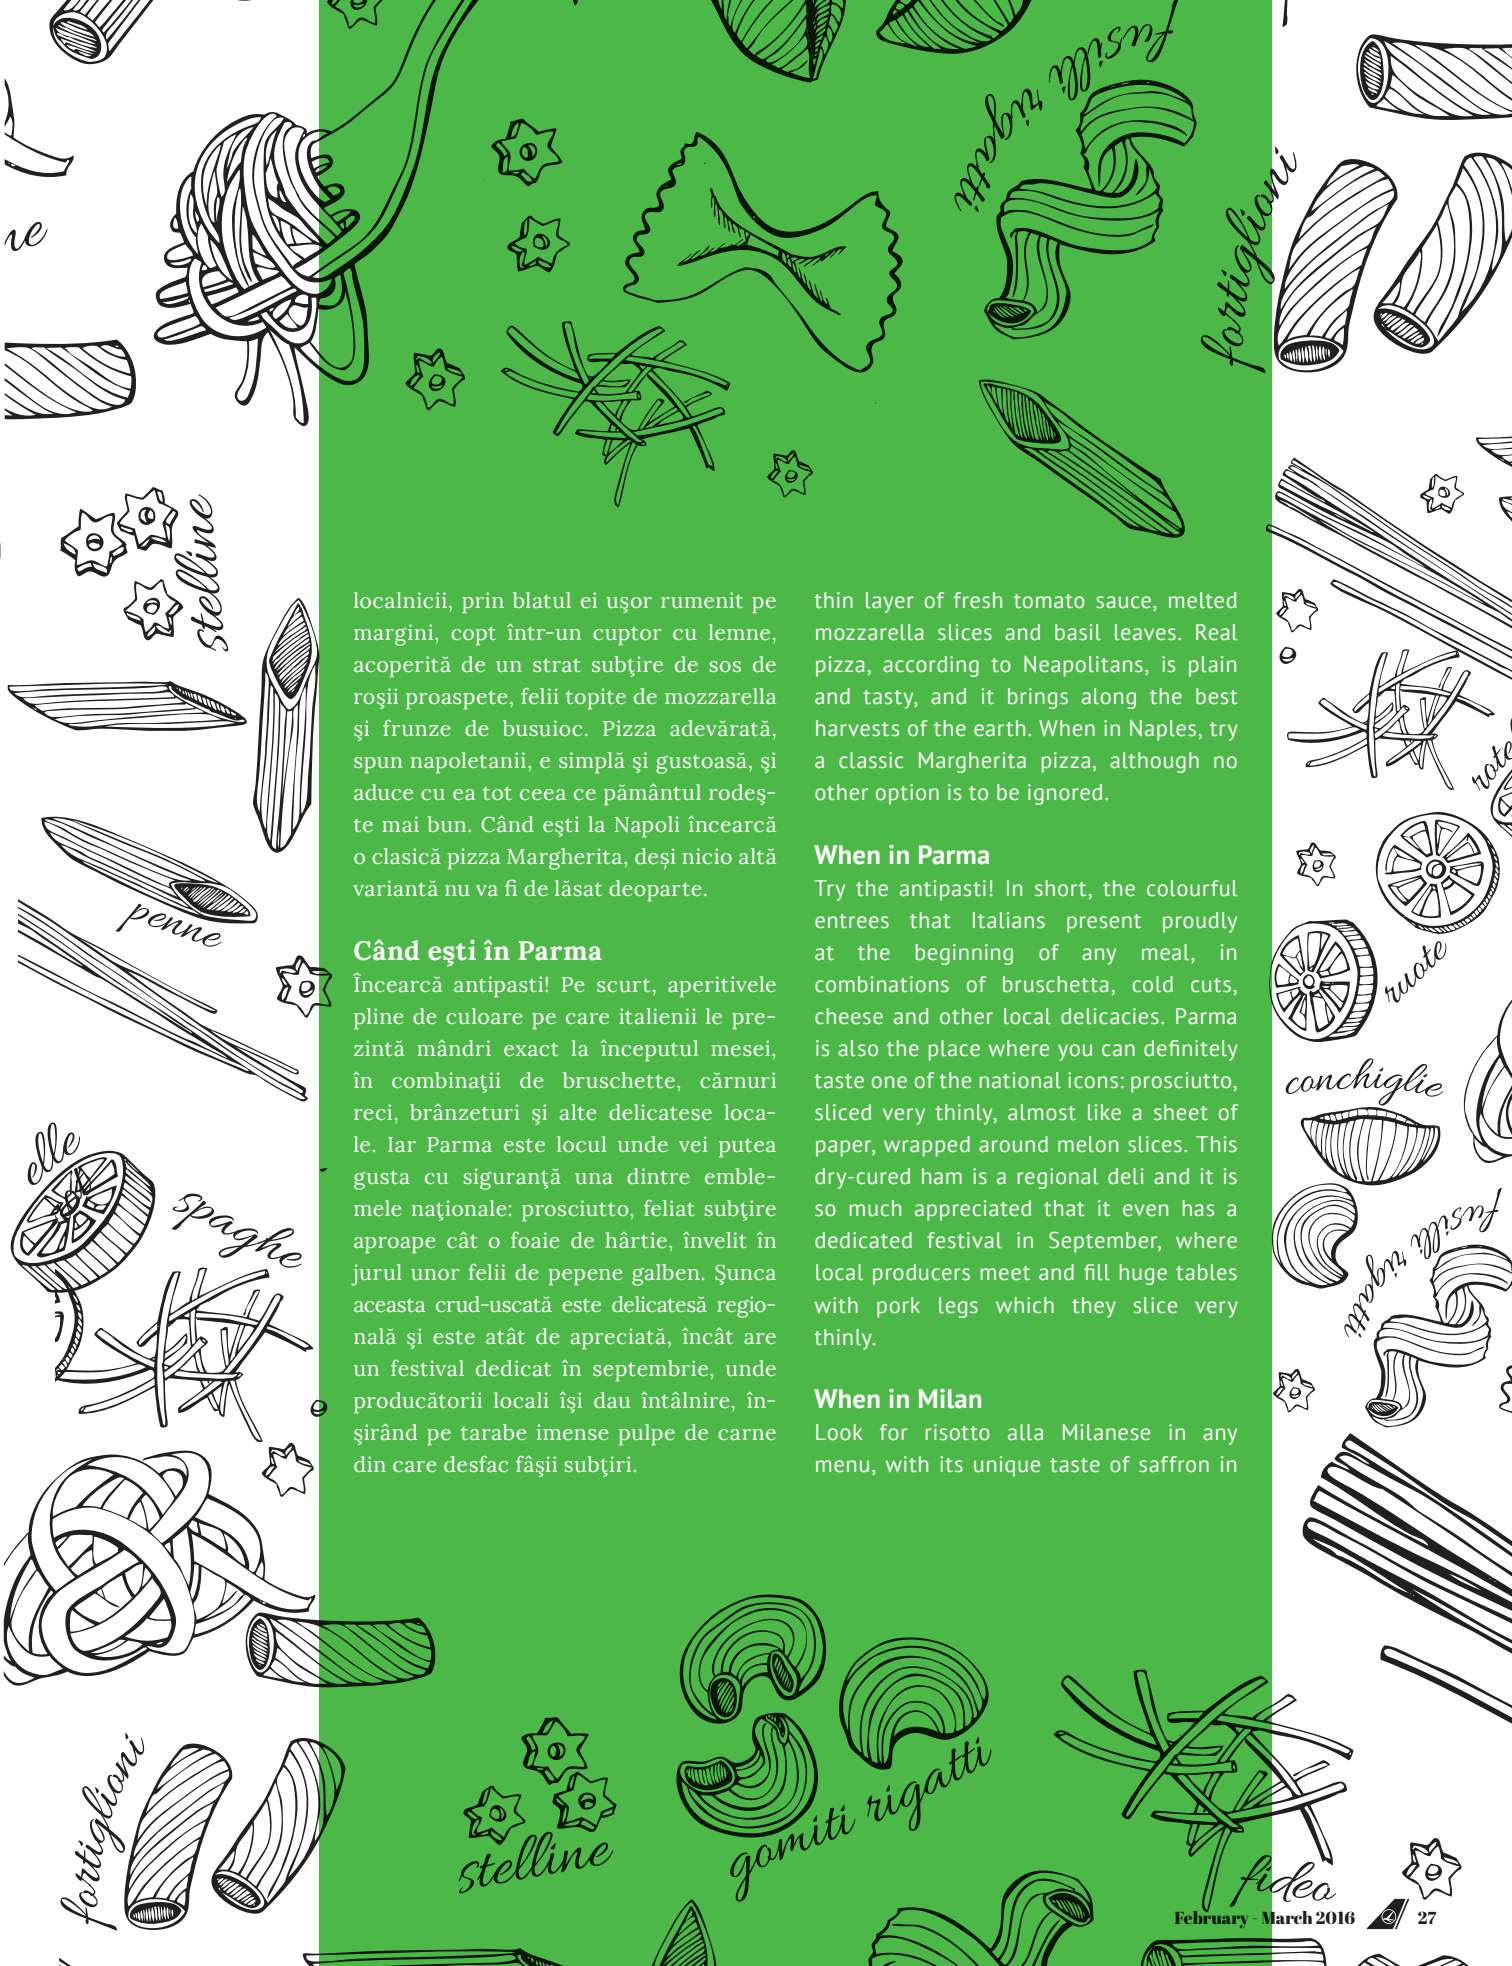 localnicii, prin blatul ei uşor rumenit pe
margini, copt într-un cuptor cu lemne,
acoperită de un strat subţire de sos de
roşii proaspete, felii topite de mozzarella
şi frunze de busuioc. Pizza adevărată,
spun napoletanii, e simplă şi gustoasă, şi
aduce cu ea tot ceea ce pământul rodeş-
te mai bun. Când eşti la Napoli încearcă
o clasică pizza Margherita, deși nicio altă
variantă nu va fi de lăsat deoparte.
Când eşti în Parma
Încearcă antipasti! Pe scurt, aperitivele
pline de culoare pe care italienii le pre-
zintă mândri exact la începutul mesei,
în combinaţii de bruschette, cărnuri
reci, brânzeturi şi alte delicatese loca-
le. Iar Parma este locul unde vei putea
gusta cu siguranţă una dintre emble-
mele naţionale: prosciutto, feliat subţire
aproape cât o foaie de hârtie, învelit în
jurul unor felii de pepene galben. Şunca
aceasta crud-uscată este delicatesă regio-
nală şi este atât de apreciată, încât are
un festival dedicat în septembrie, unde
producătorii locali îşi dau întâlnire, în-
şirând pe tarabe imense pulpe de carne
din care desfac fâşii subţiri.
thin layer of fresh tomato sauce, melted
mozzarella slices and basil leaves. Real
pizza, according to Neapolitans, is plain
and tasty, and it brings along the best
harvests of the earth. When in Naples, try
a classic Margherita pizza, although no
other option is to be ignored.
When in Parma
Try the antipasti! In short, the colourful
entrees that Italians present proudly
at the beginning of any meal, in
combinations of bruschetta, cold cuts,
cheese and other local delicacies. Parma
is also the place where you can definitely
taste one of the national icons: prosciutto,
sliced very thinly, almost like a sheet of
paper, wrapped around melon slices. This
dry-cured ham is a regional deli and it is
so much appreciated that it even has a
dedicated festival in September, where
local producers meet and fill huge tables
with pork legs which they slice very
thinly.
When in Milan
Look for risotto alla Milanese in any
menu, with its unique taste of saffron in
fusilli rigatti
fortiglioni
ne
stelline
penne
rote
ruote
conchiglie
elle
spaghe
fusilli rigatti
fortiglioni
stelline
gomiti rigatti
fideo
February - March 2016 27